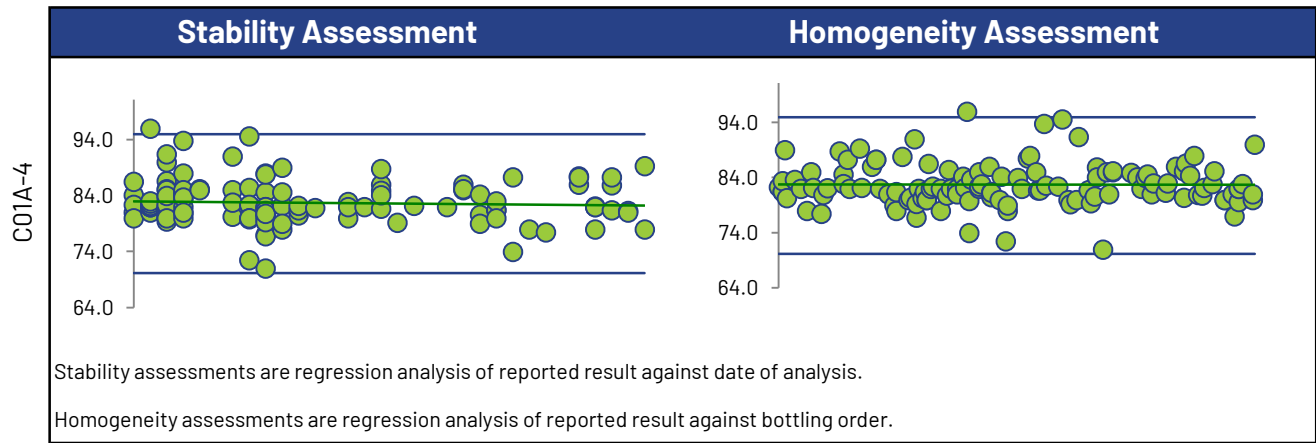 Stability Assessment
Homogeneity Assessment
C01A-4
94.0
84.0
74.0
64.0
94.0
84.0
74.0
64.0
Stability assessments are regression analysis of reported result against date of analysis.
Homogeneity assessments are regression analysis of reported result against bottling order.